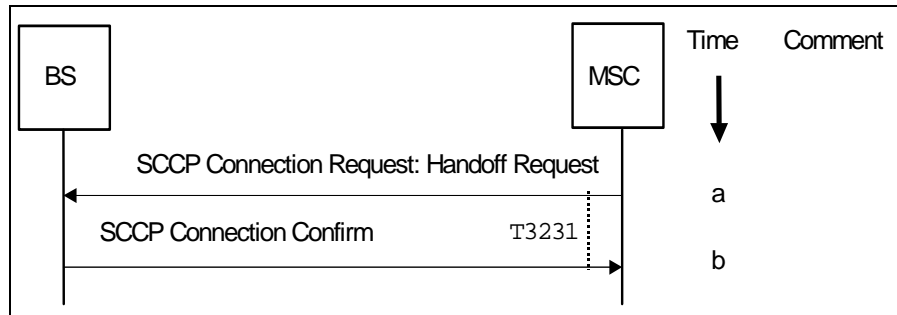 Time Comment
BS MSC
SCCP Connection Request: Handoff Request
a
SCCP Connection Confirm T3231
b